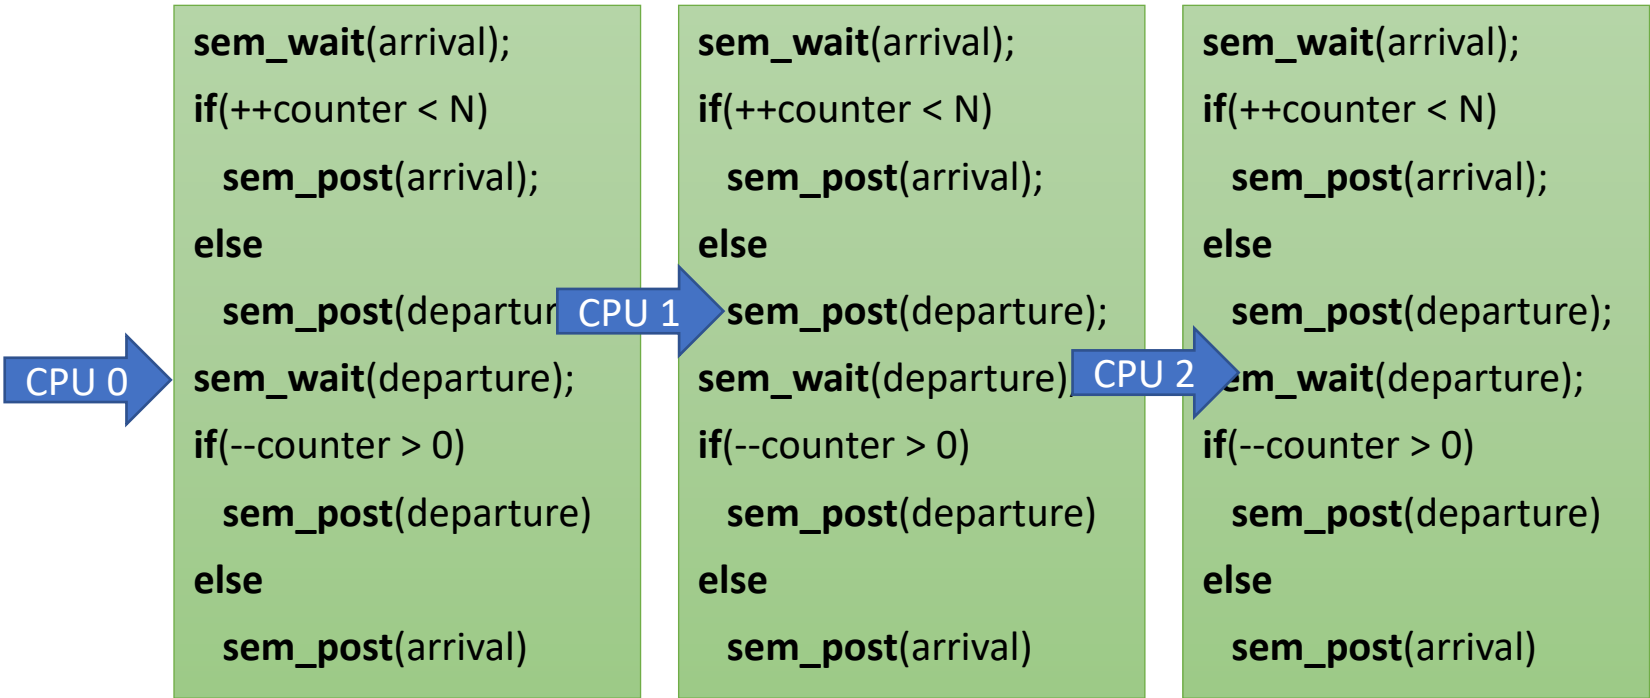 CPU 0
sem_wait(arrival);
if(++counter < N)
sem_post(arrival);
else
sem_post(departur
sem_wait(departure);
if(--counter > 0)
sem_post(departure)
else
sem_post(arrival)
CPU 1
sem_wait(arrival);
if(++counter < N)
sem_post(arrival);
else
sem_post(departure);
sem_wait(departure)
if(--counter > 0)
sem_post(departure)
else
sem_post(arrival)
CPU 2
sem_wait(arrival);
if(++counter < N)
sem_post(arrival);
else
sem_post(departure);
em_wait(departure);
if(--counter > 0)
sem_post(departure)
else
sem_post(arrival)